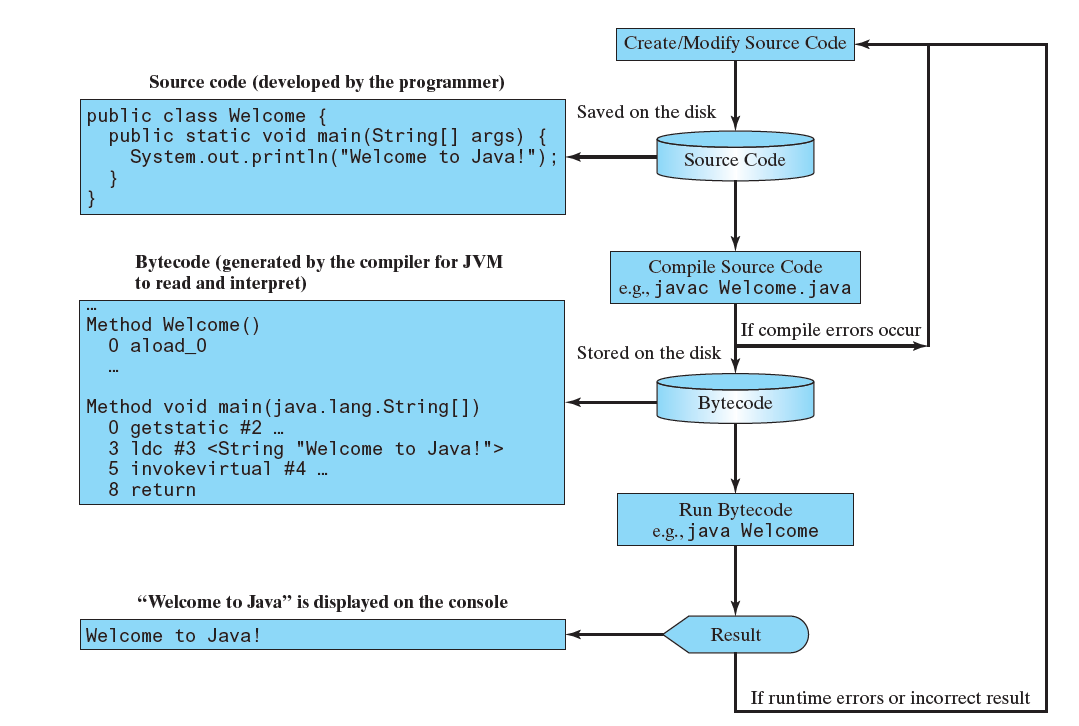 Create/Modify Source Code
Source code (developed by the programmer)
public class Welcome {
  public static void main(String[] args) {
    System.out.println("Welcome to Java!");
  }
}
Saved on the disk
Source Code
Compile Source Code
e.g., javac Welcome.java
If compile errors occur
Bytecode (generated by the compiler for JVM
to read and interpret)
…
Method Welcome()
  0 aload_0
  …
Method void main(java.lang.String[])
  0 getstatic #2 …
  3 ldc #3 <String "Welcome to Java!">
  5 invokevirtual #4 …
  8 return
Stored on the disk
Bytecode
Run Bytecode
e.g., java Welcome
“Welcome to Java” is displayed on the console
Welcome to Java!
Result
If runtime errors or incorrect result